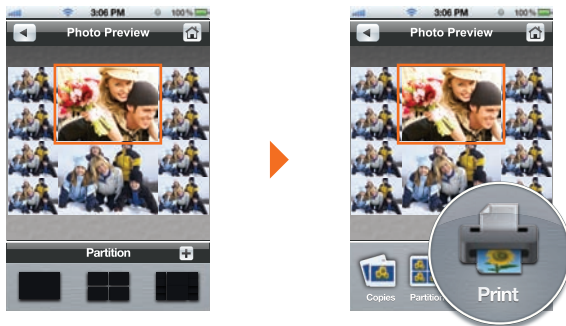 3:06 PM 100%
Photo Preview
Partition
3:06 PM 100%
Photo Preview
Copies Partition
Print